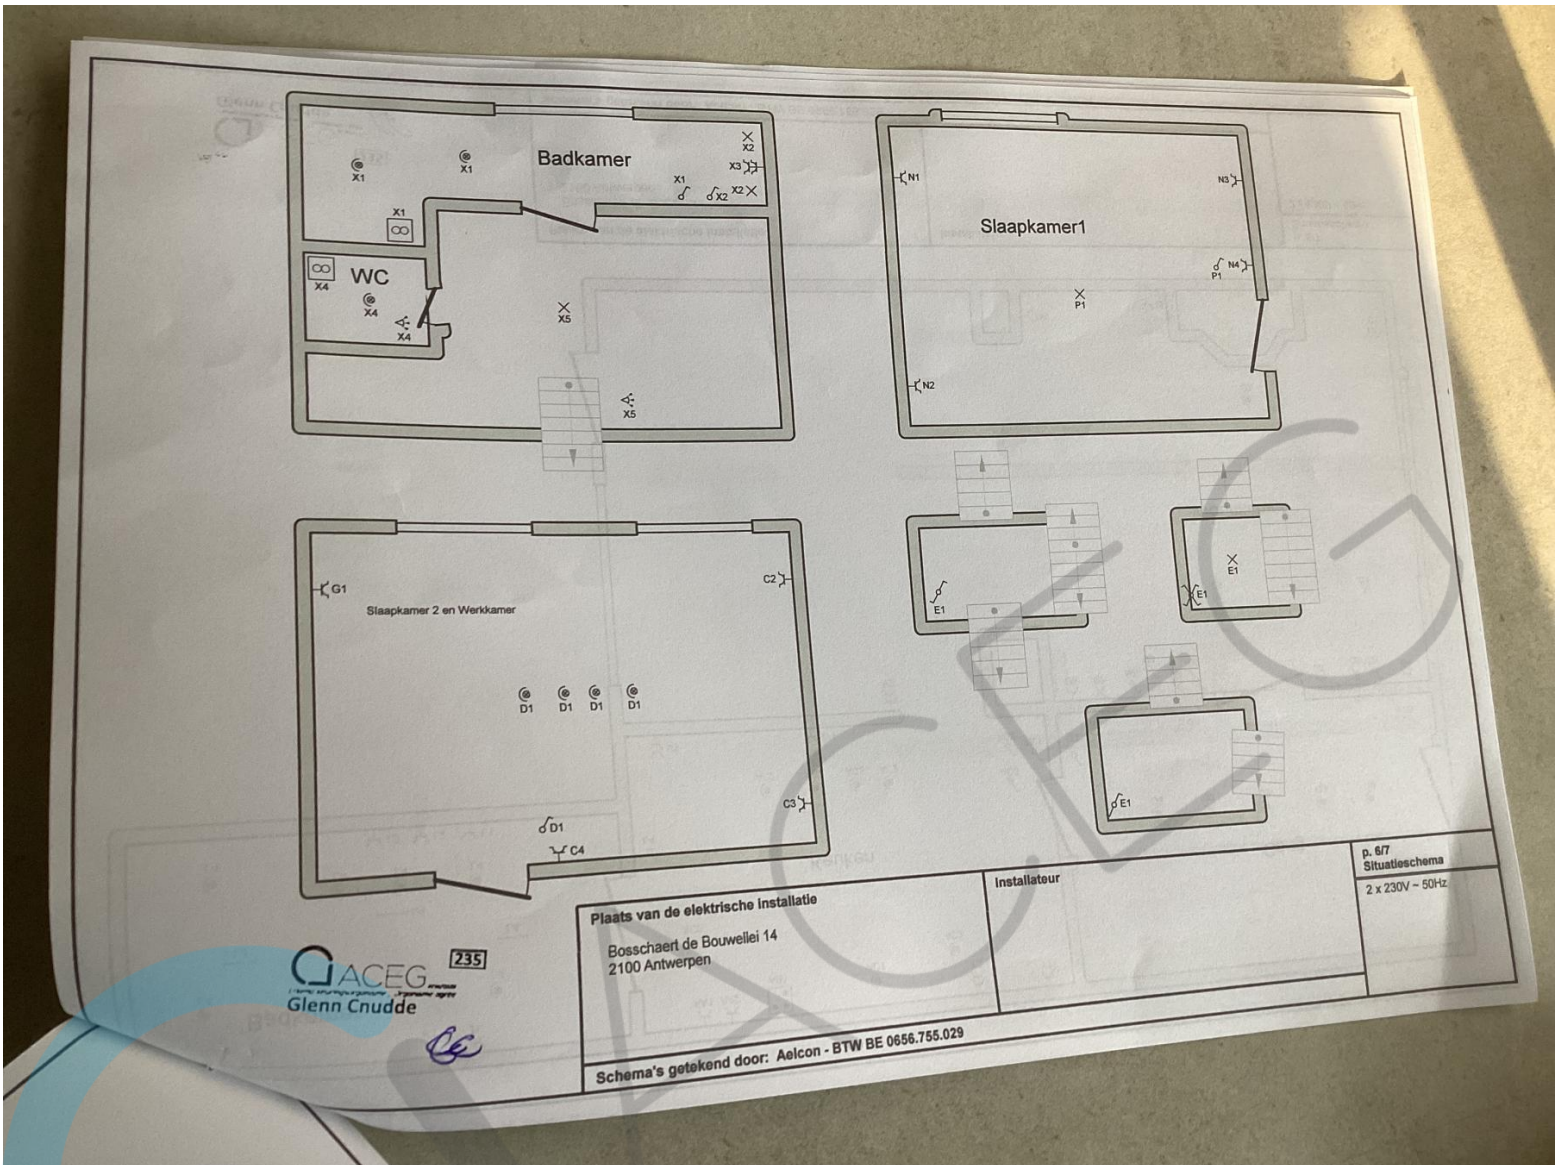 Badkamer
X1
X1
X2
X3
X1
X2
X2
X1
WC
X4
X4
X4
X5
X5
Slaapkamer1
N1
N3
N4
P1
P1
N2
Slaapkamer 2 en Werkkamer
G1
C2
D1
D1
D1
D1
C3
D1
C4
E1
E1
E1
E1
ACEG
235
Glenn Cnudde
Plaats van de elektrische installatie
Bosschaert de Bouwellei 14
2100 Antwerpen
Installateur
p. 6/7
Situatieschema
2 x 230V ~ 50Hz
Schema's getekend door: Aelcon - BTW BE 0656.755.029
ACEG